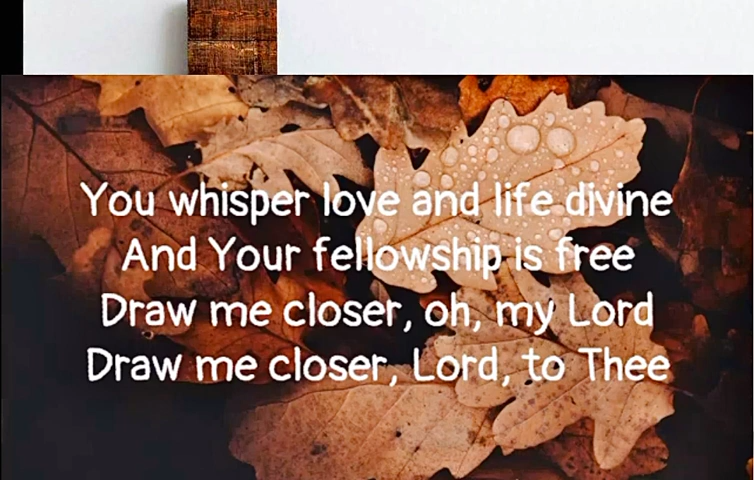 You whisper love and life divine
And Your fellowship is free
Draw me closer, oh, my Lord
Draw me closer, Lord, to Thee